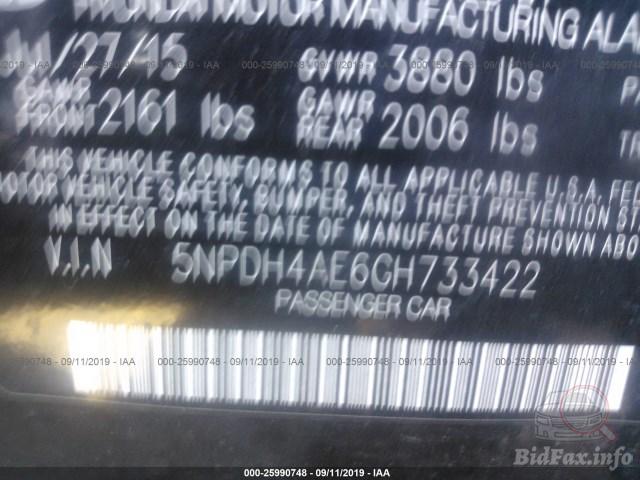 HYUNDAI MOTOR MANUFACTURING ALA
/27/15 GVWR 3880 lbs
GAWR FRONT 2161 lbs GAWR REAR 2006 lbs
THIS VEHICLE CONFORMS TO ALL APPLICABLE U.S.A. FE
MOTOR VEHICLE SAFETY, BUMPER, AND THEFT PREVENTION S
IN EFFECT ON THE DATE OF MANUFACTURE SHOWN ABO
V.I.N 5NPDH4AE6GH733422
PASSENGER CAR
000-25990748 - 09/11/2019 - IAA
BidFax.info